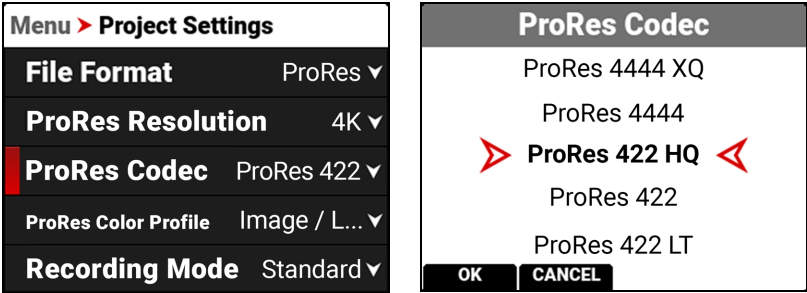 Menu > Project Settings
File Format ProRes
ProRes Resolution 4K
ProRes Codec ProRes 422
ProRes Color Profile Image / L...
Recording Mode Standard
ProRes Codec
ProRes 4444 XQ
ProRes 4444
ProRes 422 HQ
ProRes 422
ProRes 422 LT
OK CANCEL